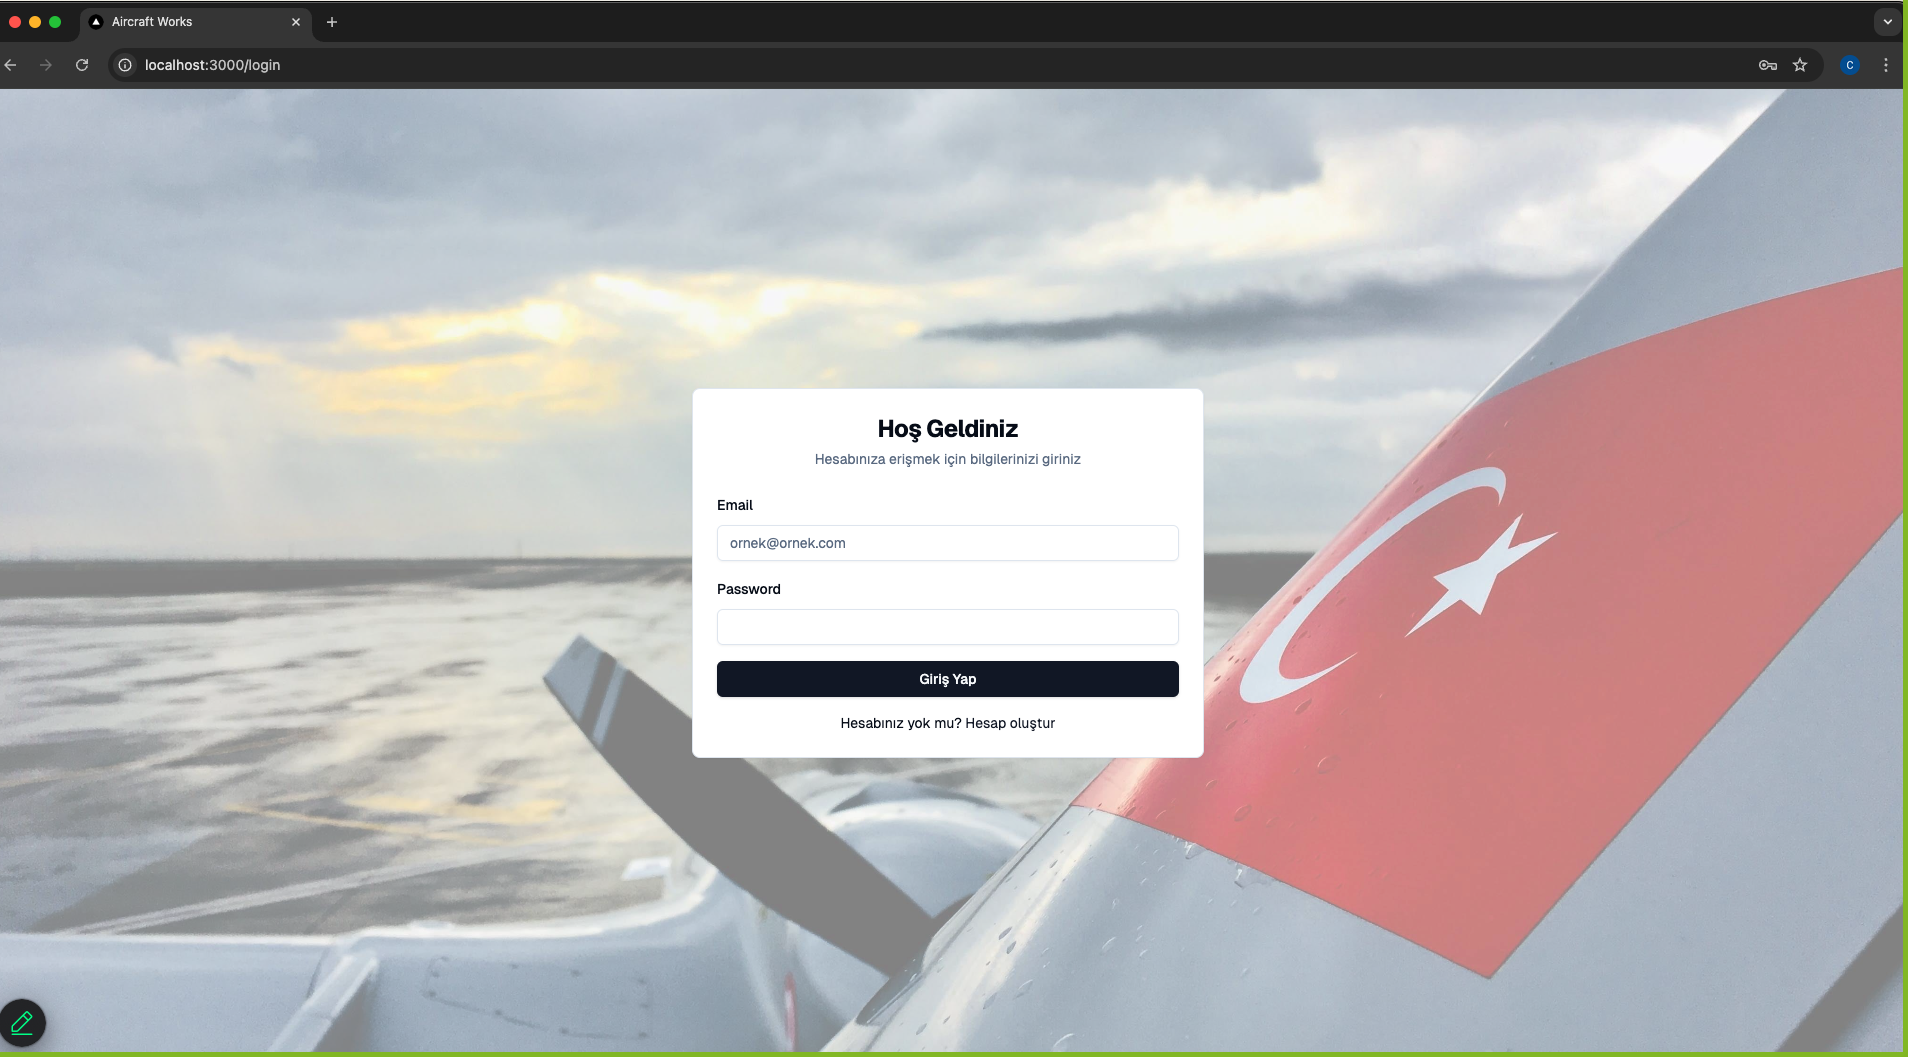 Aircraft Works
localhost:3000/login
C
Hoş Geldiniz
Hesabınıza erişmek için bilgilerinizi giriniz
Email
ornek@ornek.com
Password
Giriş Yap
Hesabınız yok mu? Hesap oluştur